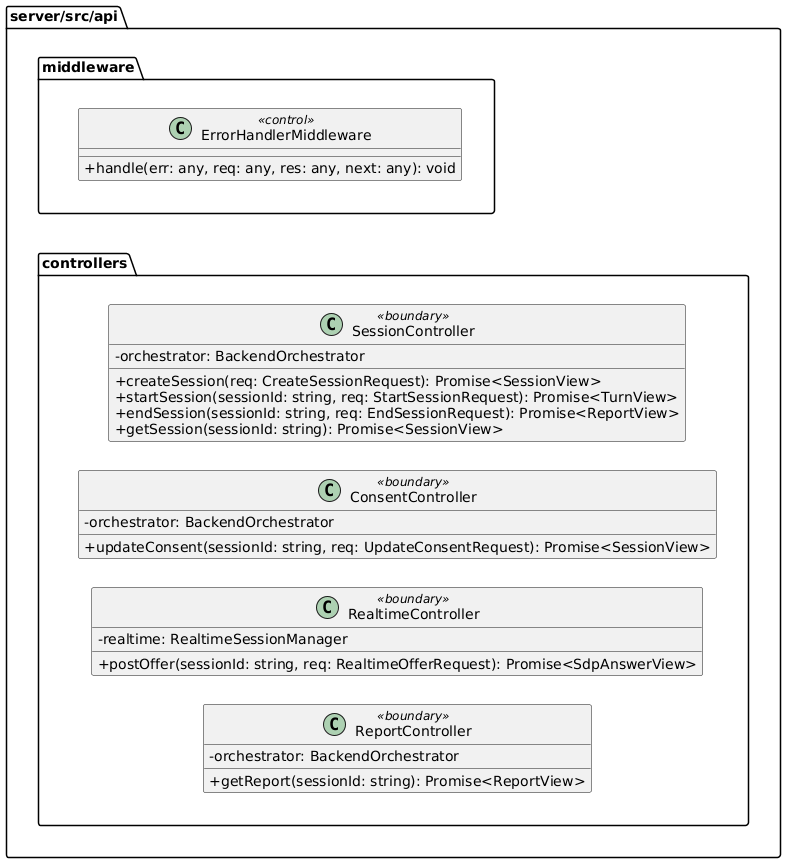 server/src/api
middleware
«control»
C ErrorHandlerMiddleware
+handle(err: any, req: any, res: any, next: any): void
controllers
«boundary»
C SessionController
-orchestrator: BackendOrchestrator
+createSession(req: CreateSessionRequest): Promise<SessionView>
+startSession(sessionId: string, req: StartSessionRequest): Promise<TurnView>
+endSession(sessionId: string, req: EndSessionRequest): Promise<ReportView>
+getSession(sessionId: string): Promise<SessionView>
«boundary»
C ConsentController
-orchestrator: BackendOrchestrator
+updateConsent(sessionId: string, req: UpdateConsentRequest): Promise<SessionView>
«boundary»
C RealtimeController
-realtime: RealtimeSessionManager
+postOffer(sessionId: string, req: RealtimeOfferRequest): Promise<SdpAnswerView>
«boundary»
C ReportController
-orchestrator: BackendOrchestrator
+getReport(sessionId: string): Promise<ReportView>